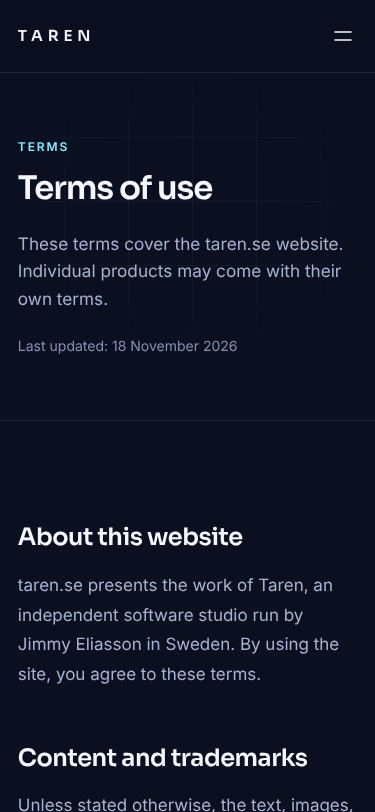 TAREN
TERMS
Terms of use
These terms cover the taren.se website.
Individual products may come with their
own terms.
Last updated: 18 November 2026
About this website
taren.se presents the work of Taren, an
independent software studio run by
Jimmy Eliasson in Sweden. By using the
site, you agree to these terms.
Content and trademarks
Unless stated otherwise, the text, images,